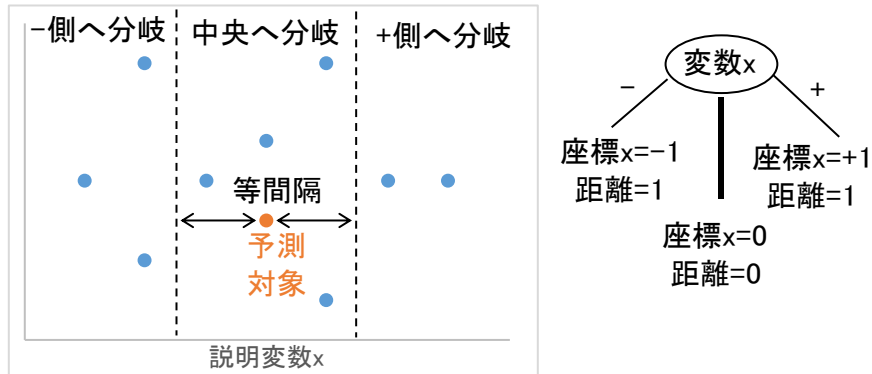 -側へ分岐
中央へ分岐
+側へ分岐
等間隔
予測
対象
説明変数x
変数x
-
+
座標x=-1
距離=1
座標x=+1
距離=1
座標x=0
距離=0